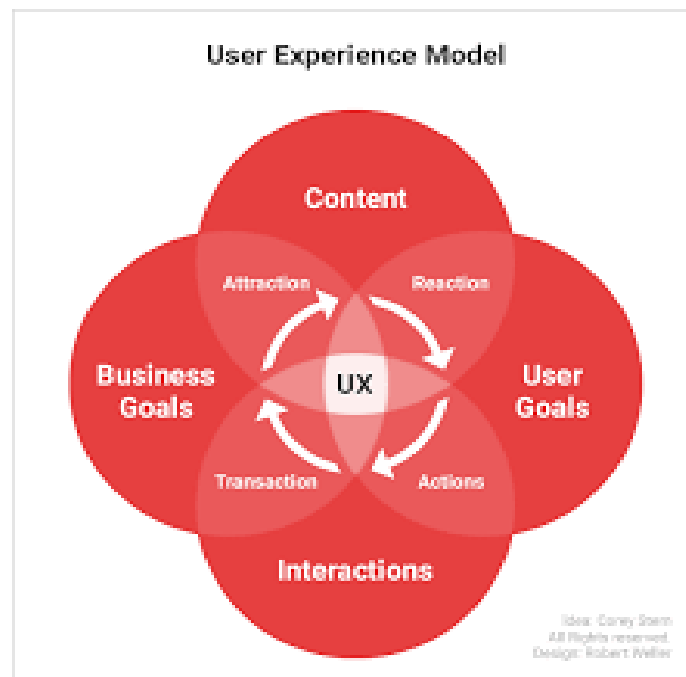 User Experience Model
Content
Attraction
Reaction
Business
Goals
UX
User
Goals
Transaction
Actions
Interactions
Idea: Corey Stern
All Rights reserved.
Design: Robert Weller